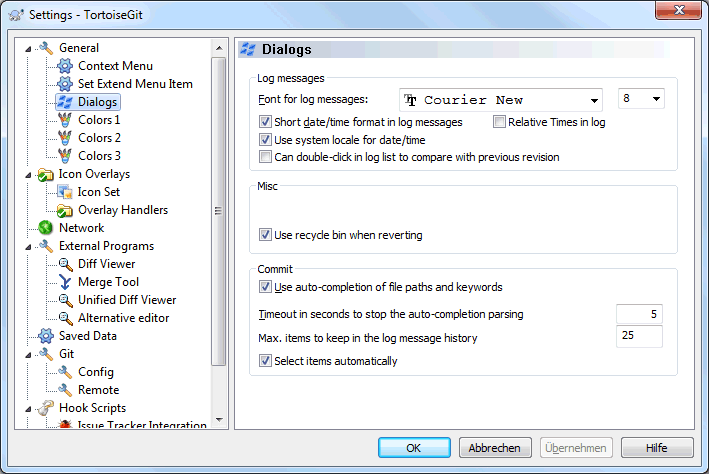 Settings - TortoiseGit
General
Context Menu
Set Extend Menu Item
Dialogs
Colors 1
Colors 2
Colors 3
Icon Overlays
Icon Set
Overlay Handlers
Network
External Programs
Diff Viewer
Merge Tool
Unified Diff Viewer
Alternative editor
Saved Data
Git
Config
Remote
Hook Scripts
Issue Tracker Integration
Dialogs
Log messages
Font for log messages: Courier New 8
Short date/time format in log messages Relative Times in log
Use system locale for date/time
Can double-click in log list to compare with previous revision
Misc
Use recycle bin when reverting
Commit
Use auto-completion of file paths and keywords
Timeout in seconds to stop the auto-completion parsing 5
Max. items to keep in the log message history 25
Select items automatically
OK Abbrechen Übernehmen Hilfe